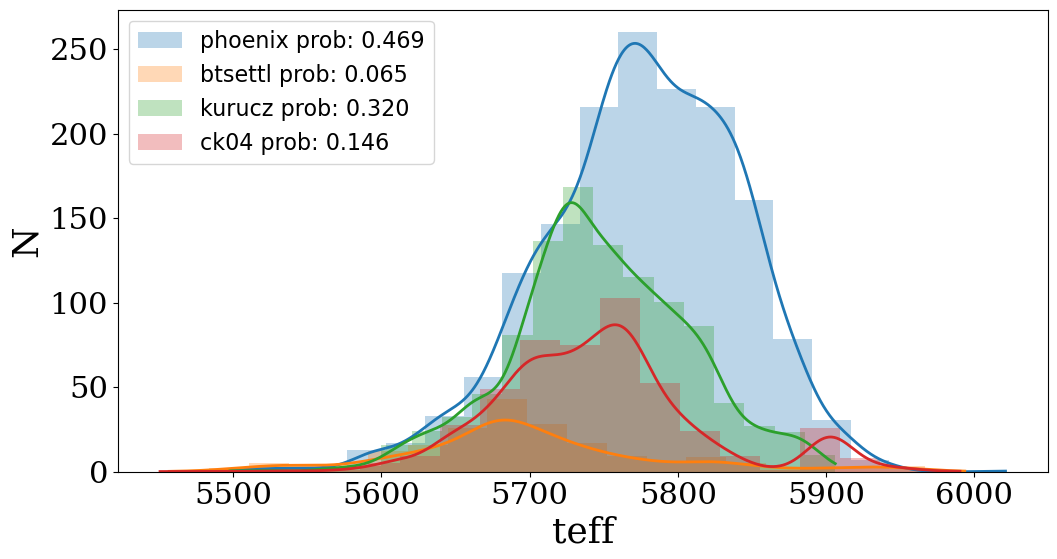 phoenix prob: 0.469
btsettl prob: 0.065
kurucz prob: 0.320
ck04 prob: 0.146
250
200
150
100
50
0
N
5500 5600 5700 5800 5900 6000
teff